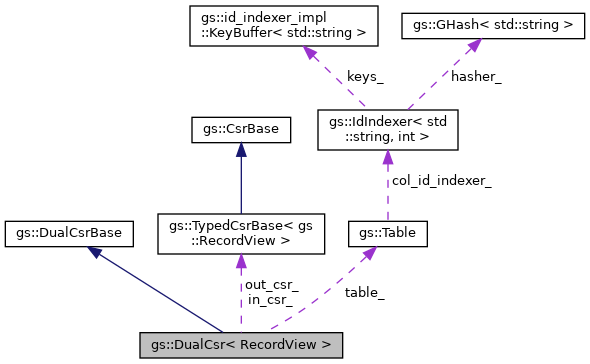 gs::id_indexer_impl
::KeyBuffer< std::string >
gs::GHash< std::string >
keys_
hasher_
gs::CsrBase
gs::IdIndexer< std
::string, int >
col_id_indexer_
gs::DualCsrBase
gs::TypedCsrBase< gs
::RecordView >
gs::Table
out_csr_
in_csr_
table_
gs::DualCsr< RecordView >